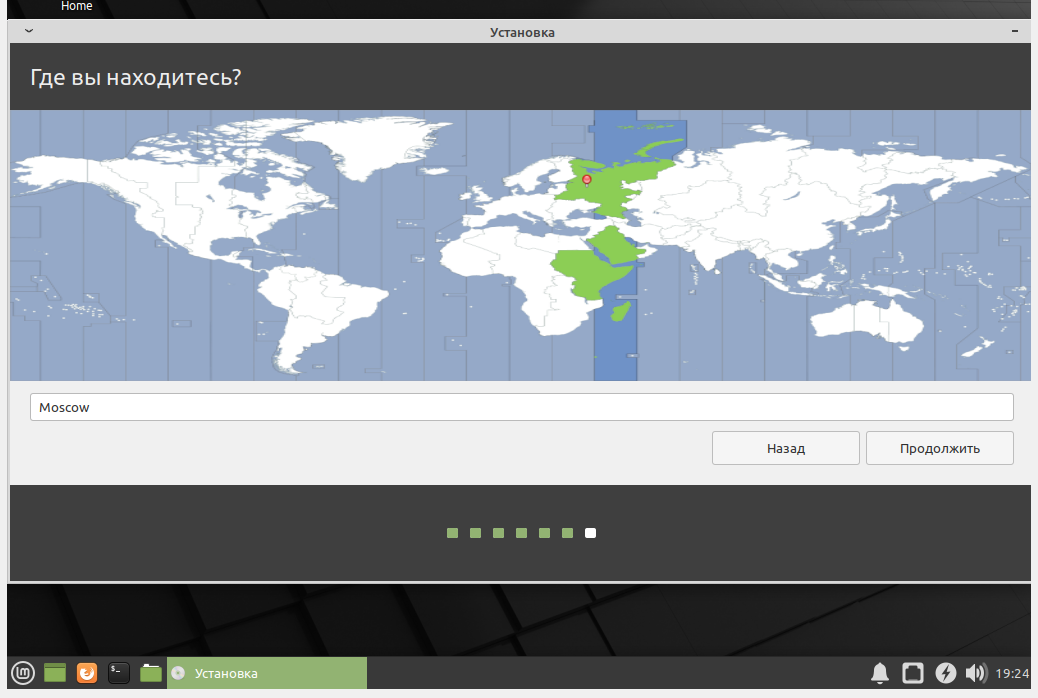 Home
Установка
Где вы находитесь?
Moscow
Назад
Продолжить
Установка
19:24